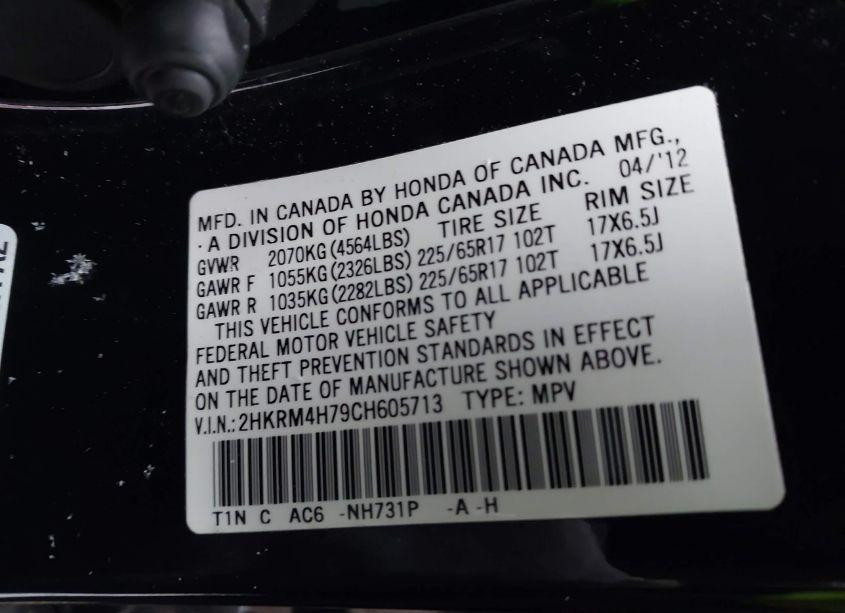 MFD. IN CANADA BY HONDA OF CANADA MFG.,
· A DIVISION OF HONDA CANADA INC. 04/'12
GVWR 2070KG (4564LBS) TIRE SIZE RIM SIZE
GAWR F 1055KG (2326LBS) 225/65R17 102T 17X6.5J
GAWR R 1035KG (2282LBS) 225/65R17 102T 17X6.5J
THIS VEHICLE CONFORMS TO ALL APPLICABLE
FEDERAL MOTOR VEHICLE SAFETY
AND THEFT PREVENTION STANDARDS IN EFFECT
ON THE DATE OF MANUFACTURE SHOWN ABOVE.
V.I.N.: 2HKRM4H79CH605713 TYPE: MPV
T1N C AC6 -NH731P -A -H